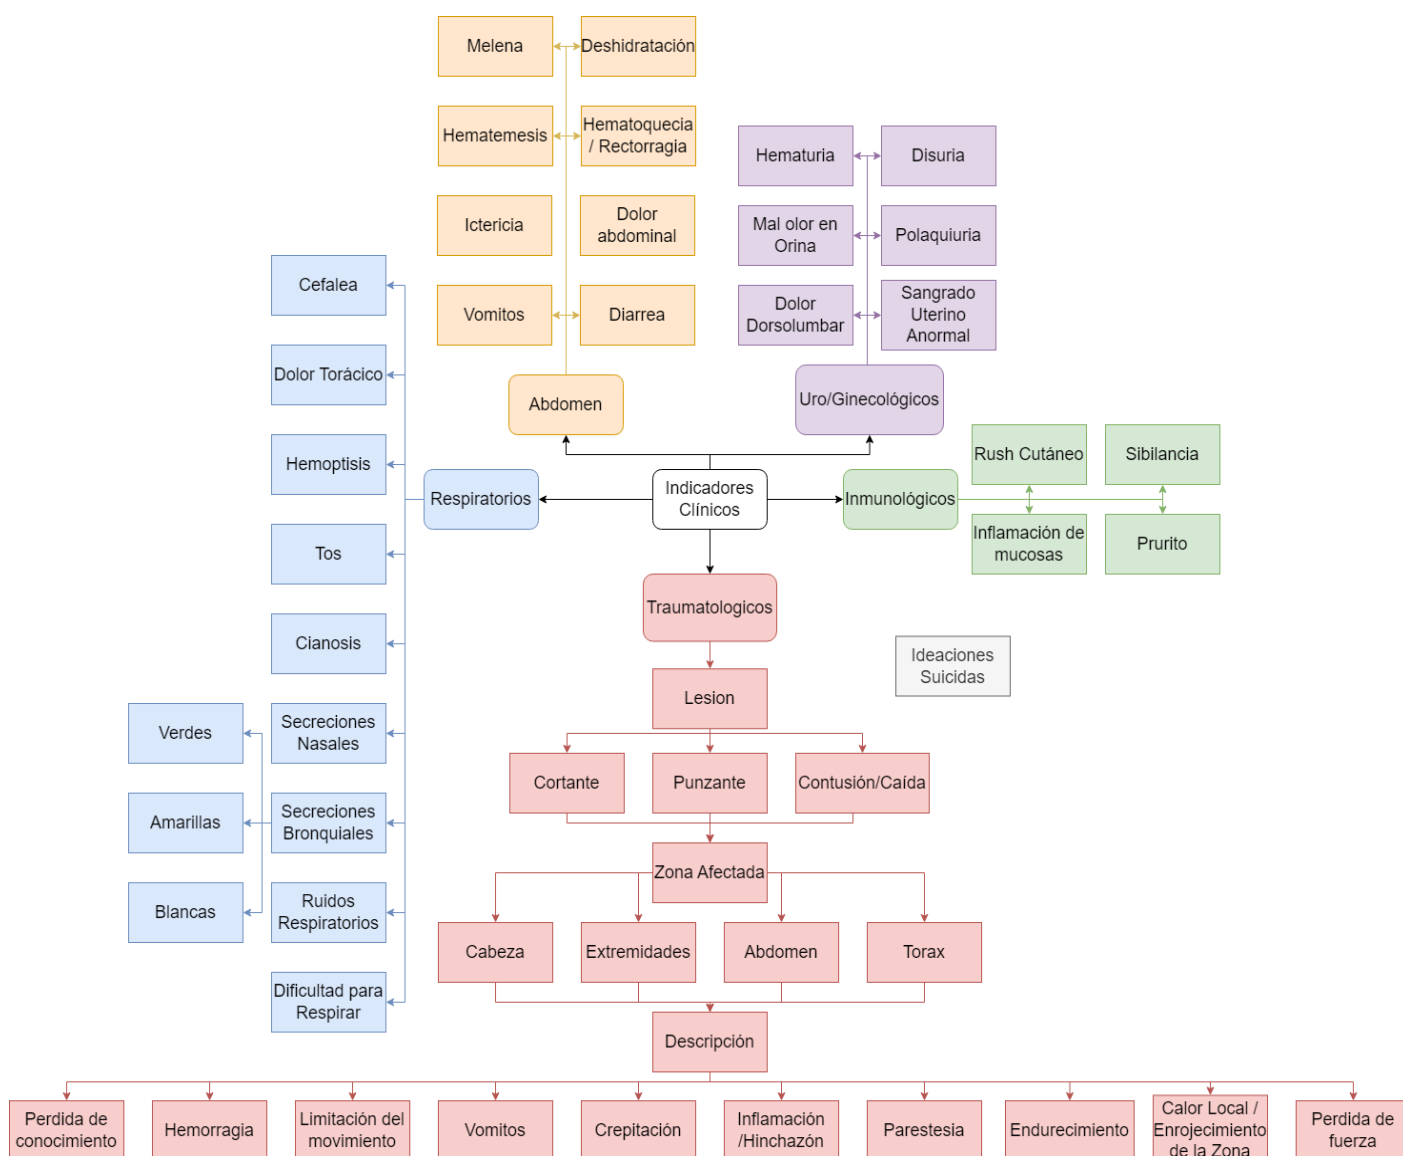 Melena
Deshidratación
Hematemesis
Hematoquecia
/ Rectorragia
Ictericia
Dolor
abdominal
Vomitos
Diarrea
Abdomen
Hematuria
Disuria
Mal olor en
Orina
Polaquiuria
Dolor
Dorsolumbar
Sangrado
Uterino
Anormal
Uro/Ginecológicos
Cefalea
Dolor Torácico
Hemoptisis
Tos
Cianosis
Secreciones
Nasales
Secreciones
Bronquiales
Ruidos
Respiratorios
Dificultad para
Respirar
Verdes
Amarillas
Blancas
Respiratorios
Indicadores
Clínicos
Inmunológicos
Rush Cutáneo
Sibilancia
Inflamación de
mucosas
Prurito
Traumatologicos
Ideaciones
Suicidas
Lesion
Cortante
Punzante
Contusión/Caída
Zona Afectada
Cabeza
Extremidades
Abdomen
Torax
Descripción
Perdida de
conocimiento
Hemorragia
Limitación del
movimiento
Vomitos
Crepitación
Inflamación
/Hinchazón
Parestesia
Endurecimiento
Calor Local /
Enrojecimiento
de la Zona
Perdida de
fuerza